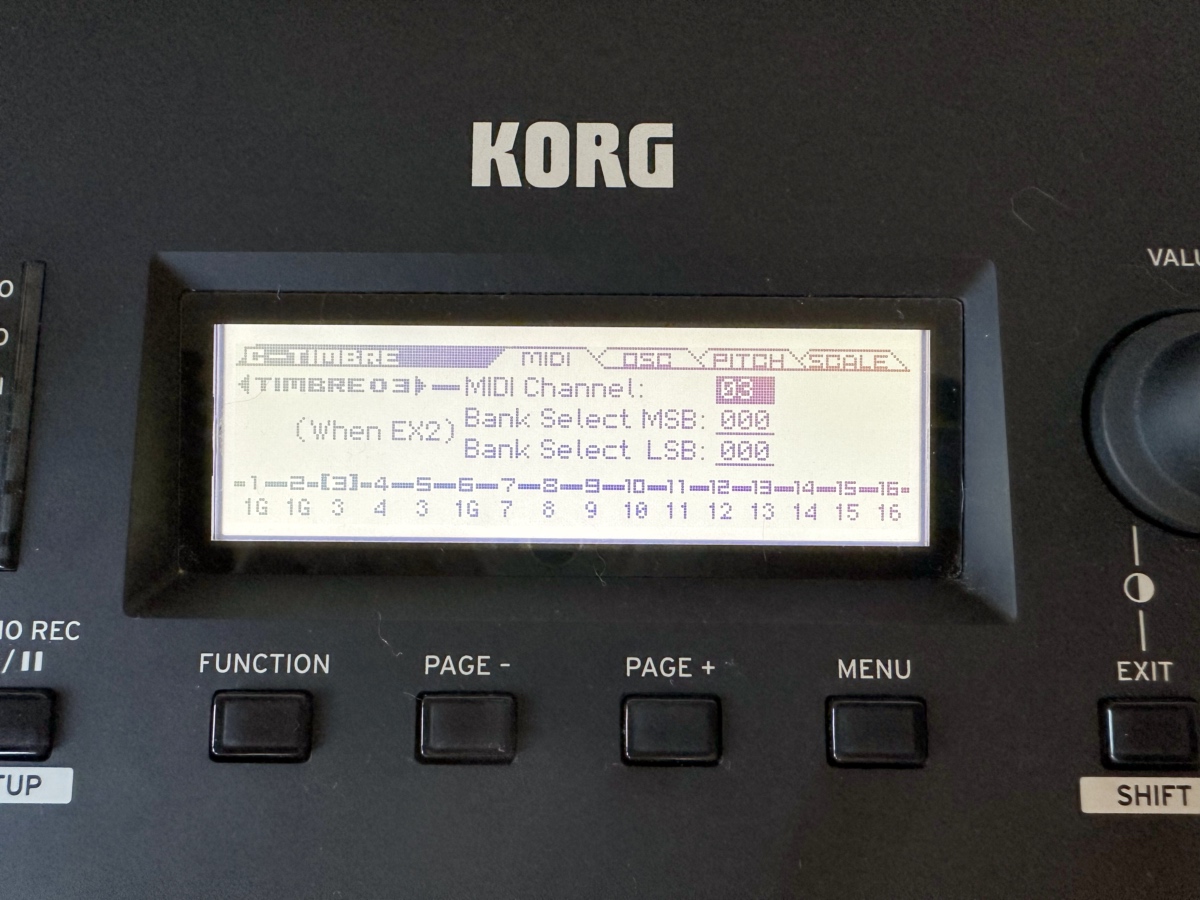 KORG
VALU
O
O
C-TIMBRE MIDI OSC PITCH SCALE
TIMBRE03 MIDI Channel: 03
(When EX2) Bank Select MSB: 000
Bank Select LSB: 000
1 2 [3] 4 5 6 7 8 9 10 11 12 13 14 15 16
1G 1G 3 4 3 1G 7 8 9 10 11 12 13 14 15 16
IO REC
/II
FUNCTION PAGE - PAGE + MENU EXIT
TUP
SHIFT